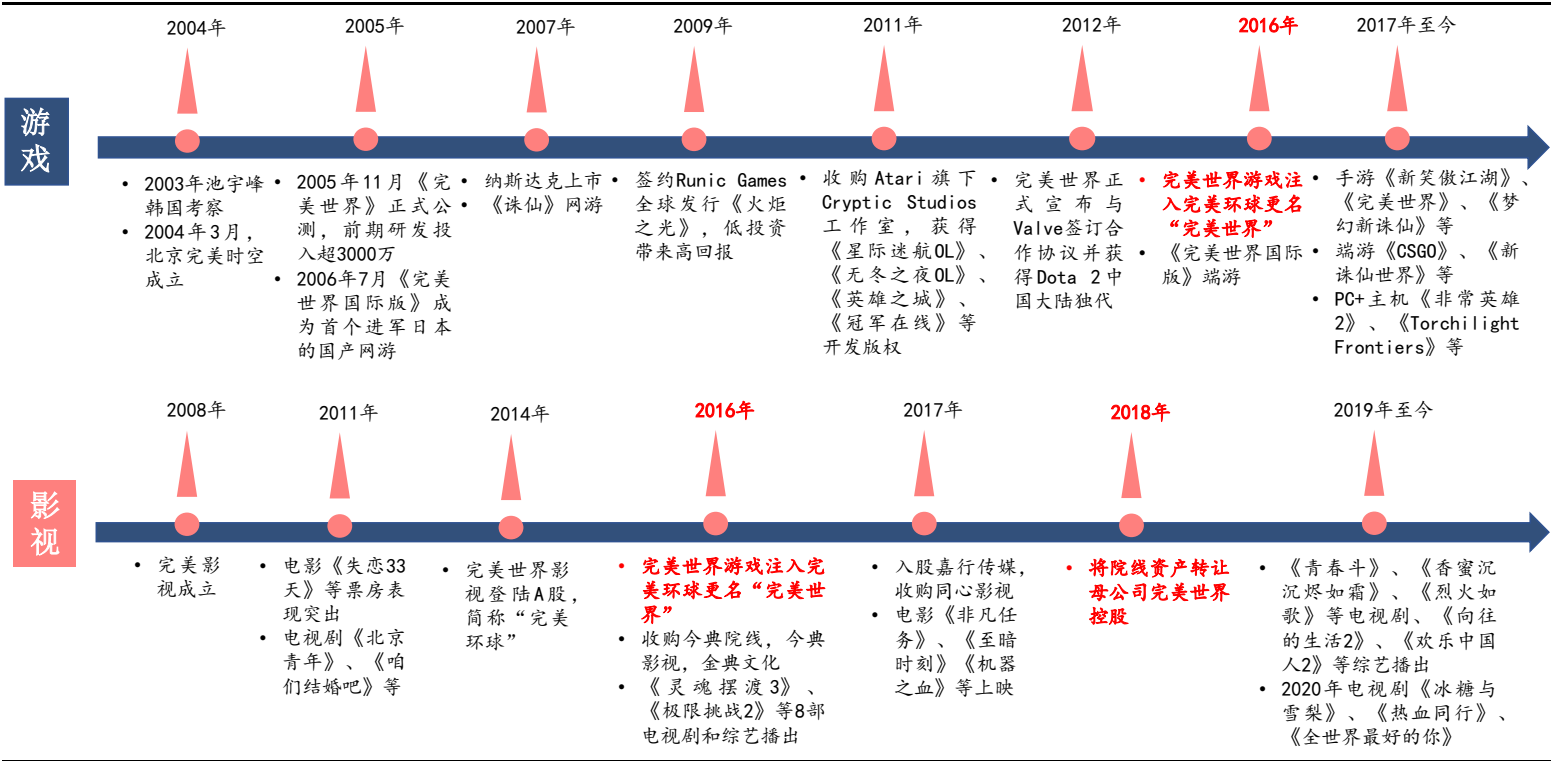 游戏
2004年
2003年池宇峰
韩国考察
2004年3月,
北京完美时空
成立
2005年
2005年11月《完
美世界》正式公
测,前期研发投
入超3000万
2006年7月《完美
世界国际版》成
为首个进军日本
的国产网游
2007年
纳斯达克上市
《诛仙》网游
2009年
签约Runic Games
全球发行《火炬
之光》,低投资
带来高回报
2011年
收购Atari旗下
Cryptic Studios
工作室,获得
《星际迷航OL》、
《无冬之夜OL》、
《英雄之城》、
《冠军在线》等
开发版权
2012年
完美世界正
式宣布与
Valve签订合
作协议并获
得Dota 2中
国大陆独代
2016年
完美世界游戏注
入完美环球更名
“完美世界”
《完美世界国际
版》端游
2017年至今
手游《新笑傲江湖》、
《完美世界》、《梦
幻新诛仙》等
端游《CSGO》、《新
诛仙世界》等
PC+主机《非常英雄
2》、《Torchilight
Frontiers》等
影视
2008年
完美影
视成立
2011年
电影《失恋33
天》等票房表
现突出
电视剧《北京
青年》、《咱
们结婚吧》等
2014年
完美世界影
视登陆A股,
简称“完美
环球”
2016年
完美世界游戏注入完
美环球更名“完美世
界”
收购今典院线,今典
影视,金典文化
《灵魂摆渡3》、
《极限挑战2》等8部
电视剧和综艺播出
2017年
入股嘉行传媒,
收购同心影视
电影《非凡任
务》、《至暗
时刻》《机器
之血》等上映
2018年
将院线资产转让
母公司完美世界
控股
2019年至今
《青春斗》、《香蜜沉
沉烬如霜》、《烈火如
歌》等电视剧、《向往
的生活2》、《欢乐中国
人2》等综艺播出
2020年电视剧《冰糖与
雪梨》、《热血同行》、
《全世界最好的你》